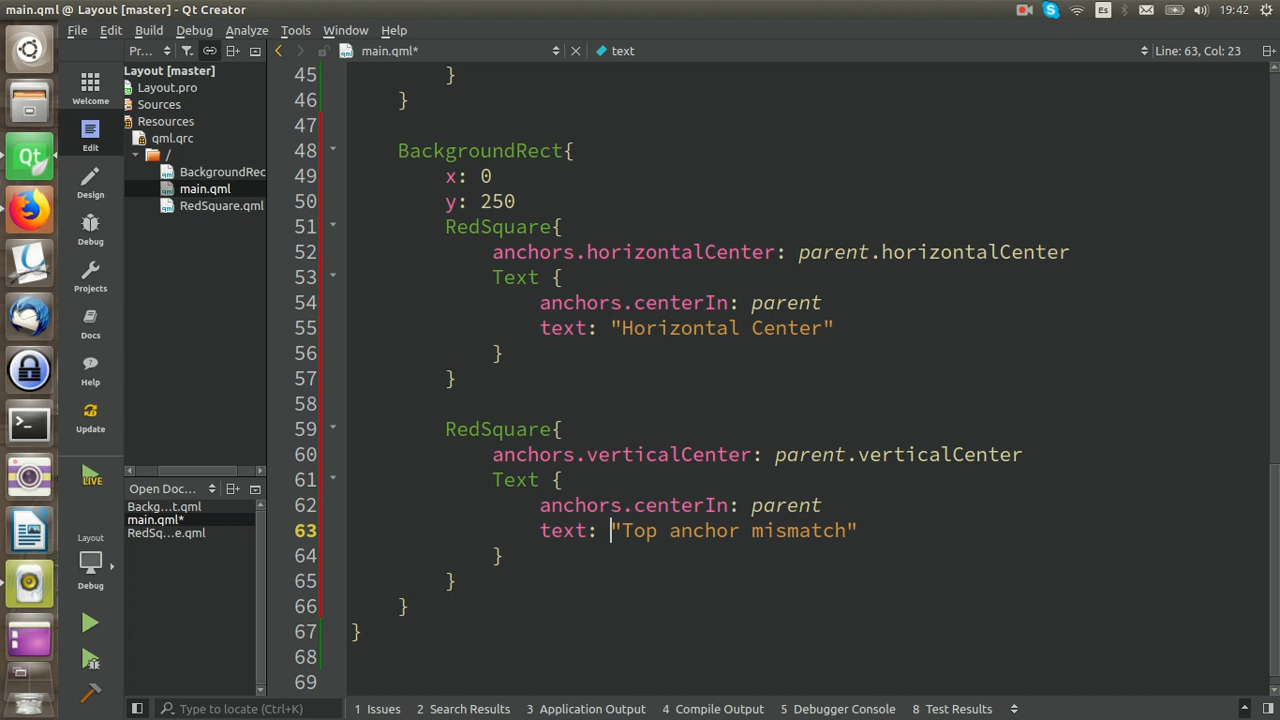 main.qml @ Layout [master] - Qt Creator
Es
19:42
File Edit Build Debug Analyze Tools Window Help
Pr...
main.qml*
text
Line: 63, Col: 23
Welcome
Edit
Design
Debug
Projects
Docs
Help
Update
LIVE
Layout
Debug
Layout [master]
Layout.pro
Sources
Resources
qml.qrc
/
BackgroundRec
main.qml
RedSquare.qml
Open Doc...
Backg...t.qml
main.qml*
RedSq...e.qml
45 }
46 }
47
48 BackgroundRect{
49 x: 0
50 y: 250
51 RedSquare{
52 anchors.horizontalCenter: parent.horizontalCenter
53 Text {
54 anchors.centerIn: parent
55 text: "Horizontal Center"
56 }
57 }
58
59 RedSquare{
60 anchors.verticalCenter: parent.verticalCenter
61 Text {
62 anchors.centerIn: parent
63 text: "Top anchor mismatch"
64 }
65 }
66 }
67 }
68
69
Type to locate (Ctrl+K)
1 Issues 2 Search Results 3 Application Output 4 Compile Output 5 Debugger Console 8 Test Results